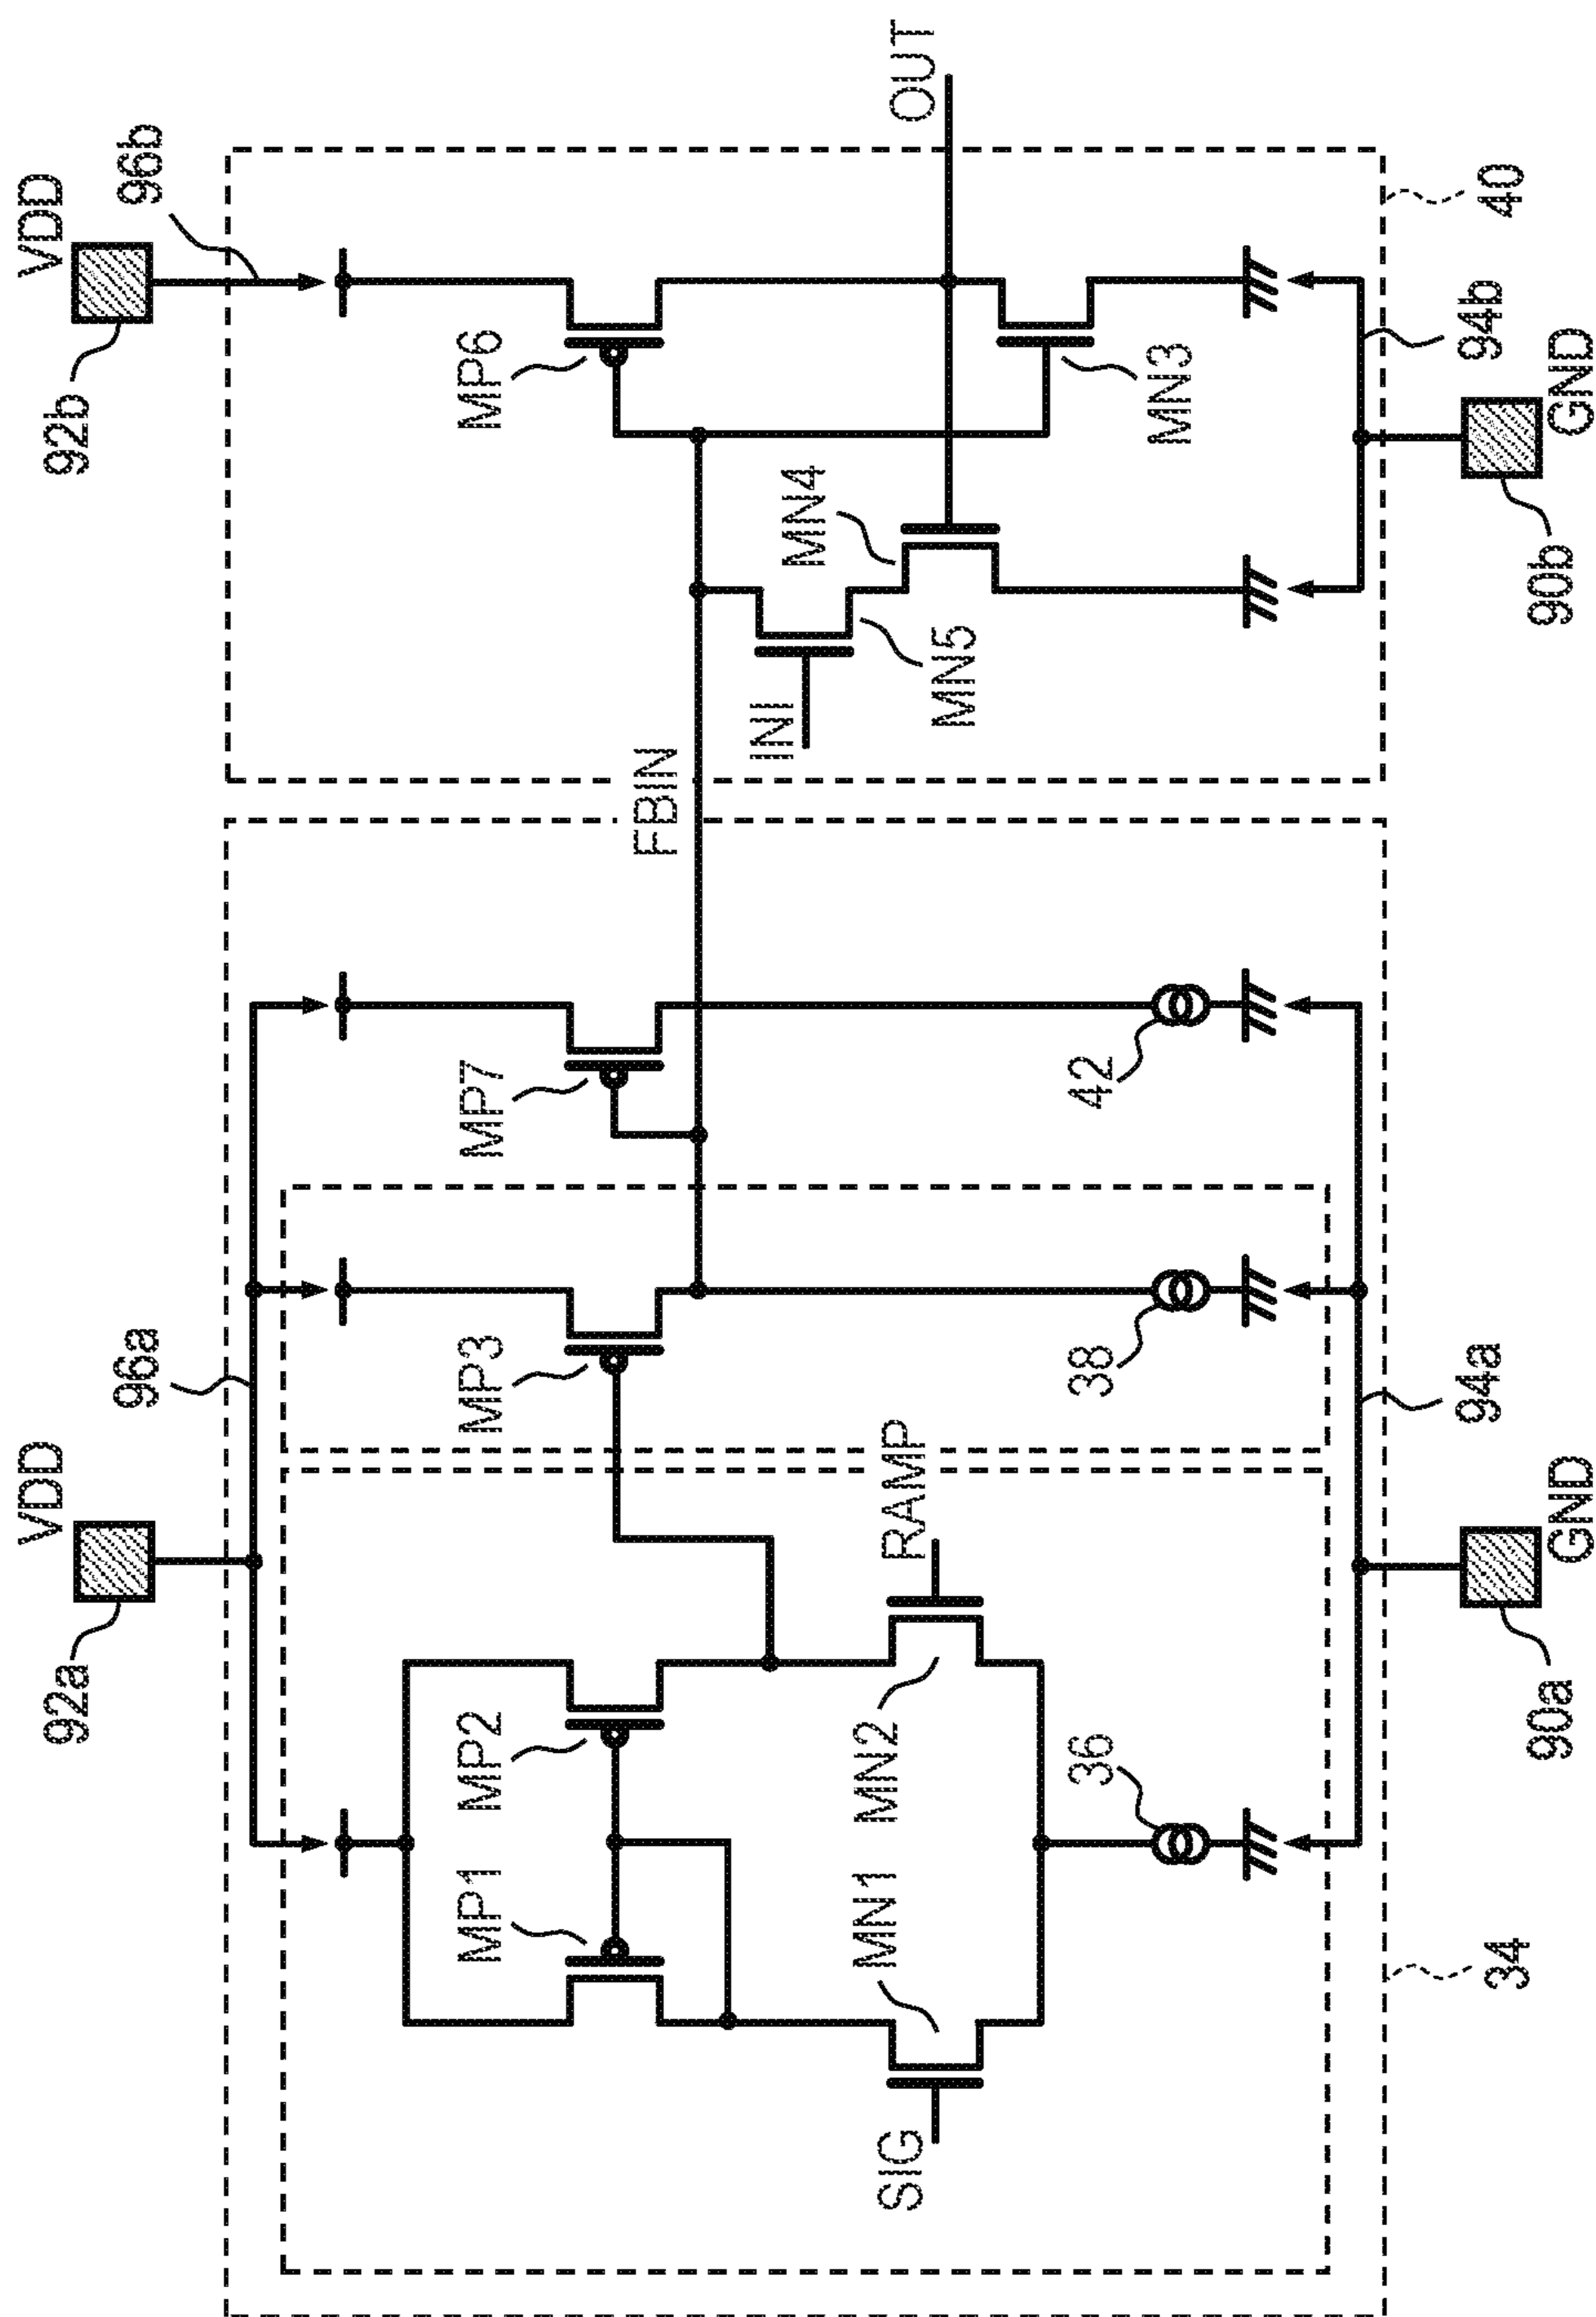 VDD
VDD
92a
92b
96a
96b
MP1
MP2
MP3
MP7
MP6
FBIN
INI
MN4
MN1
MN2
SIG
RAMP
OUT
MN5
36
38
42
MN3
94a
94b
34
40
90a
GND
90b
GND